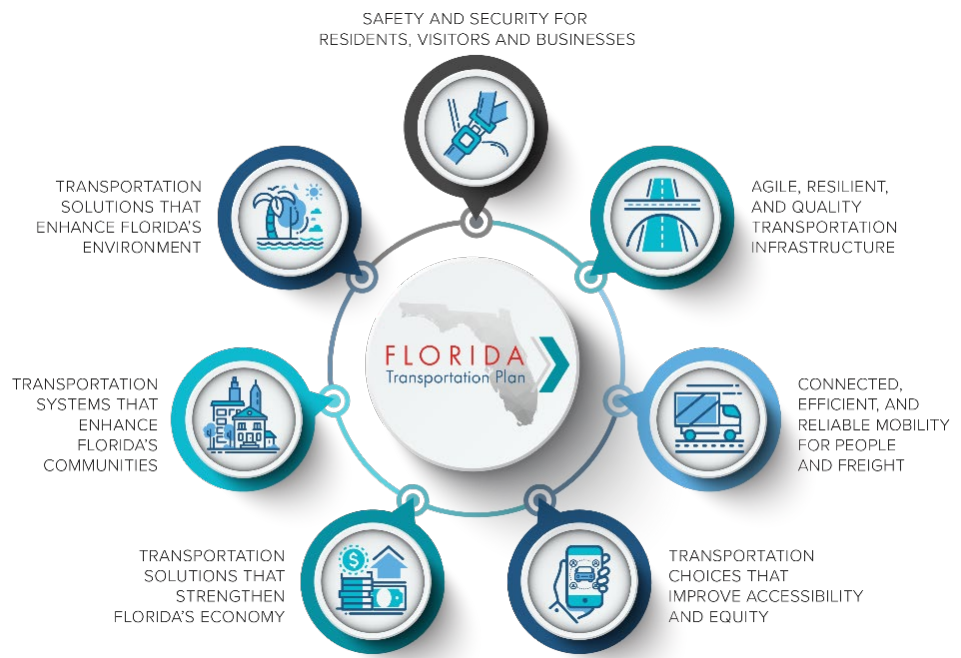 SAFETY AND SECURITY FOR
RESIDENTS, VISITORS AND BUSINESSES
AGILE, RESILIENT,
AND QUALITY
TRANSPORTATION
INFRASTRUCTURE
CONNECTED,
EFFICIENT, AND
RELIABLE MOBILITY
FOR PEOPLE
AND FREIGHT
TRANSPORTATION
CHOICES THAT
IMPROVE ACCESSIBILITY
AND EQUITY
TRANSPORTATION
SOLUTIONS THAT
STRENGTHEN
FLORIDA'S ECONOMY
$
TRANSPORTATION
SYSTEMS THAT
ENHANCE
FLORIDA'S
COMMUNITIES
TRANSPORTATION
SOLUTIONS THAT
ENHANCE FLORIDA'S
ENVIRONMENT
FLORIDA
Transportation Plan